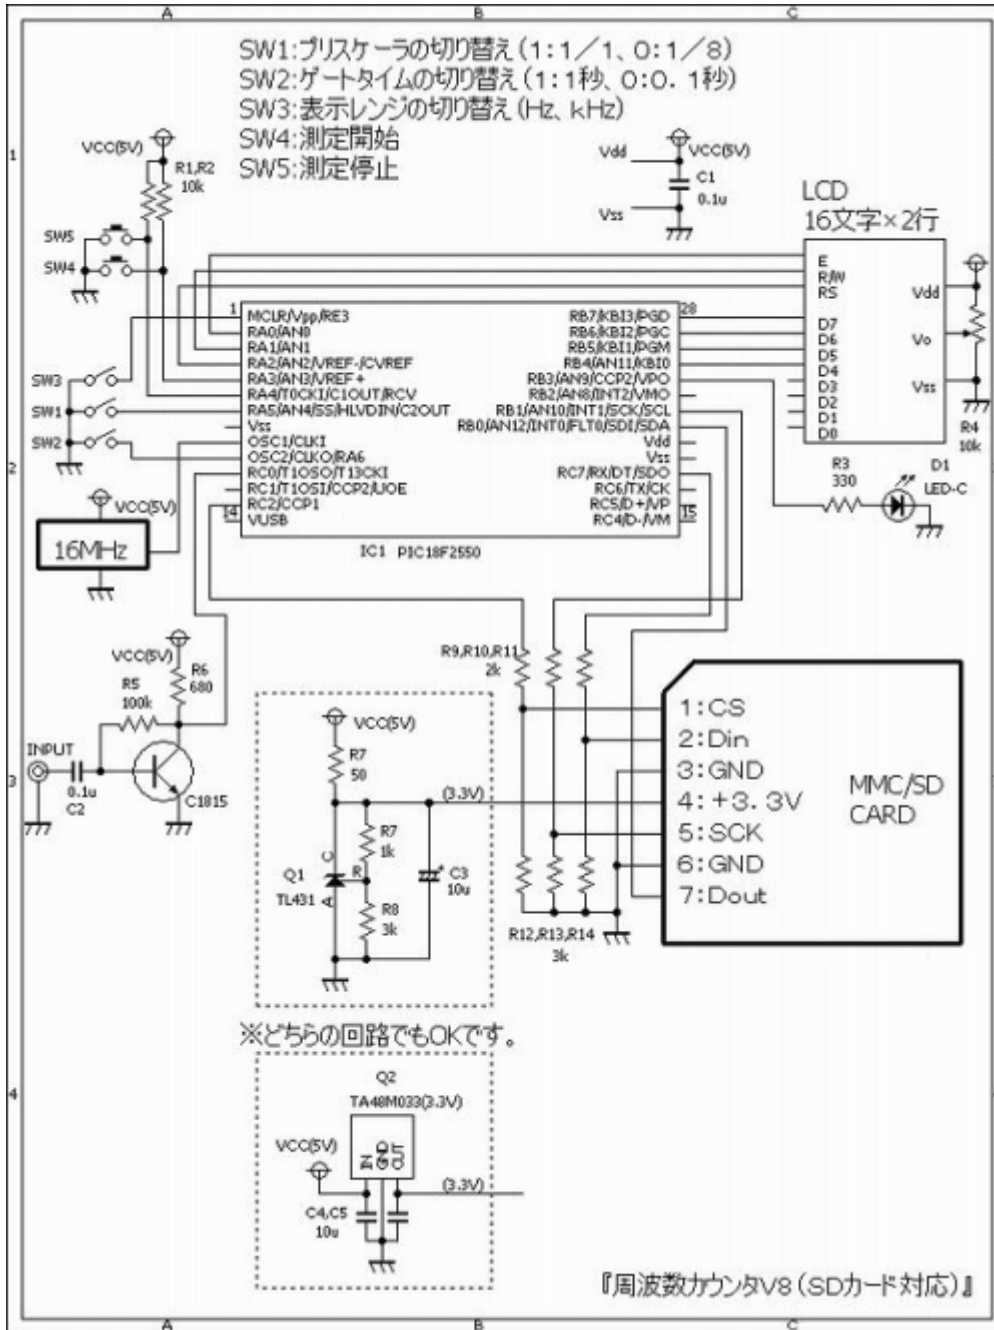 A
B
C
SW1:プリスケーラの切り替え(1:1/1、0:1/8)
SW2:ゲートタイムの切り替え(1:1秒、0:0.1秒)
SW3:表示レンジの切り替え(Hz、kHz)
SW4:測定開始
SW5:測定停止
1
VCC(5V)
R1,R2
10k
SW5
SW4
Vdd
VCC(5V)
C1
0.1u
Vss
LCD
16文字×2行
E
R/W
RS
Vdd
D7
D6
Vo
D5
D4
D3
D2
Vss
D1
D0
R4
10k
1
28
MCLR/Vpp/RE3
RA0/AN0
RA1/AN1
RA2/AN2/VREF-/CVREF
RA3/AN3/VREF+
RA4/T0CKI/C1OUT/RCV
RA5/AN4/SS/HLVDIN/C2OUT
Vss
OSC1/CLKI
OSC2/CLKO/RA6
RC0/T1OSO/T13CKI
RC1/T1OSI/CCP2/UOE
RC2/CCP1
14
VUSB
RB7/KBI3/PGD
RB6/KBI2/PGC
RB5/KBI1/PGM
RB4/AN11/KBI0
RB3/AN9/CCP2/VPO
RB2/AN8/INT2/VMO
RB1/AN10/INT1/SCK/SCL
RB0/AN12/INT0/FLT0/SDI/SDA
Vdd
Vss
RC7/RX/DT/SDO
RC6/TX/CK
RC5/D+/VP
15
RC4/D-/VM
IC1 PIC18F2550
SW3
SW1
SW2
2
VCC(5V)
16MHz
R3
330
D1
LED-C
VCC(5V)
R6
680
R5
100k
INPUT
0.1u
C2
C1815
3
VCC(5V)
R7
50
(3.3V)
R7
1k
C
R
A
Q1
TL431
R8
3k
C3
10u
R9,R10,R11
2k
R12,R13,R14
3k
1:CS
2:Din
3:GND
4:+3.3V
5:SCK
6:GND
7:Dout
MMC/SD
CARD
3
※どちらの回路でもOKです。
4
Q2
TA48M033(3.3V)
VCC(5V)
IN
GND
OUT
(3.3V)
C4,C5
10u
『周波数カウンタV8(SDカード対応)』
A
B
C